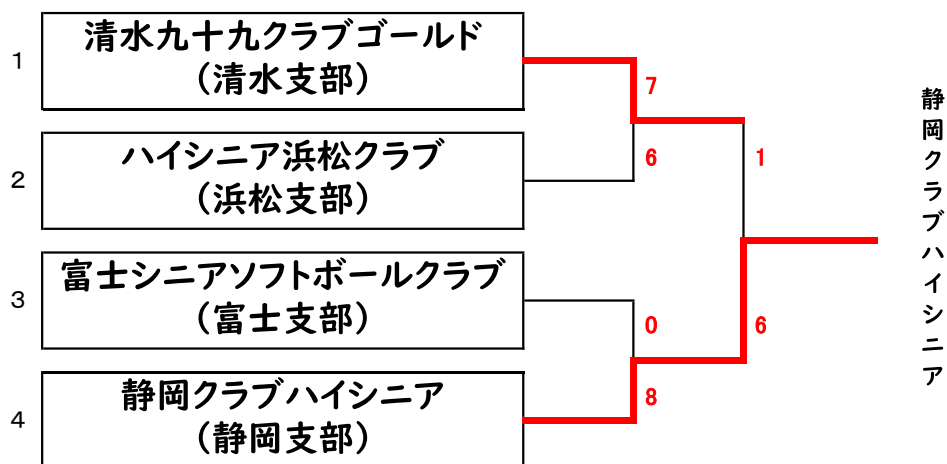 1
清水九十九クラブゴールド
(清水支部)
2
ハイシニア浜松クラブ
(浜松支部)
3
富士シニアソフトボールクラブ
(富士支部)
4
静岡クラブハイシニア
(静岡支部)
7
6
0
8
1
6
静岡クラブハイシニア